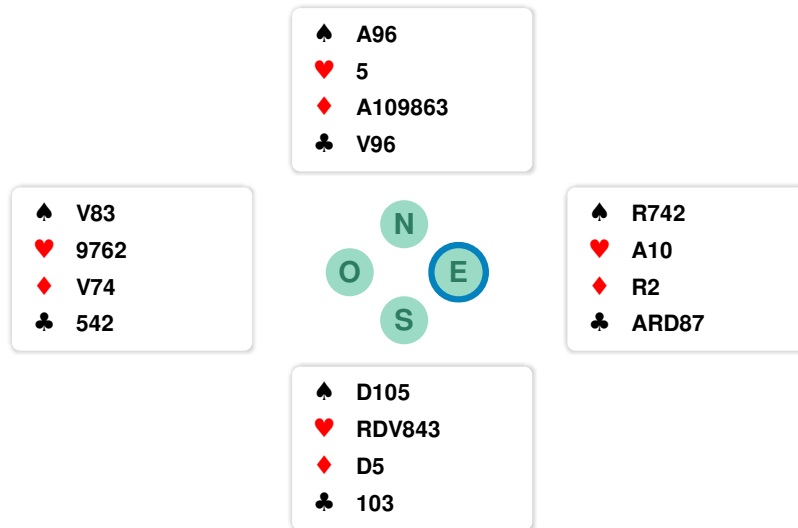 ♠ A96
♥ 5
♦ A109863
♣ V96
♠ V83
♥ 9762
♦ V74
♣ 542
N
O
E
S
♠ R742
♥ A10
♦ R2
♣ ARD87
♠ D105
♥ RDV843
♦ D5
♣ 103